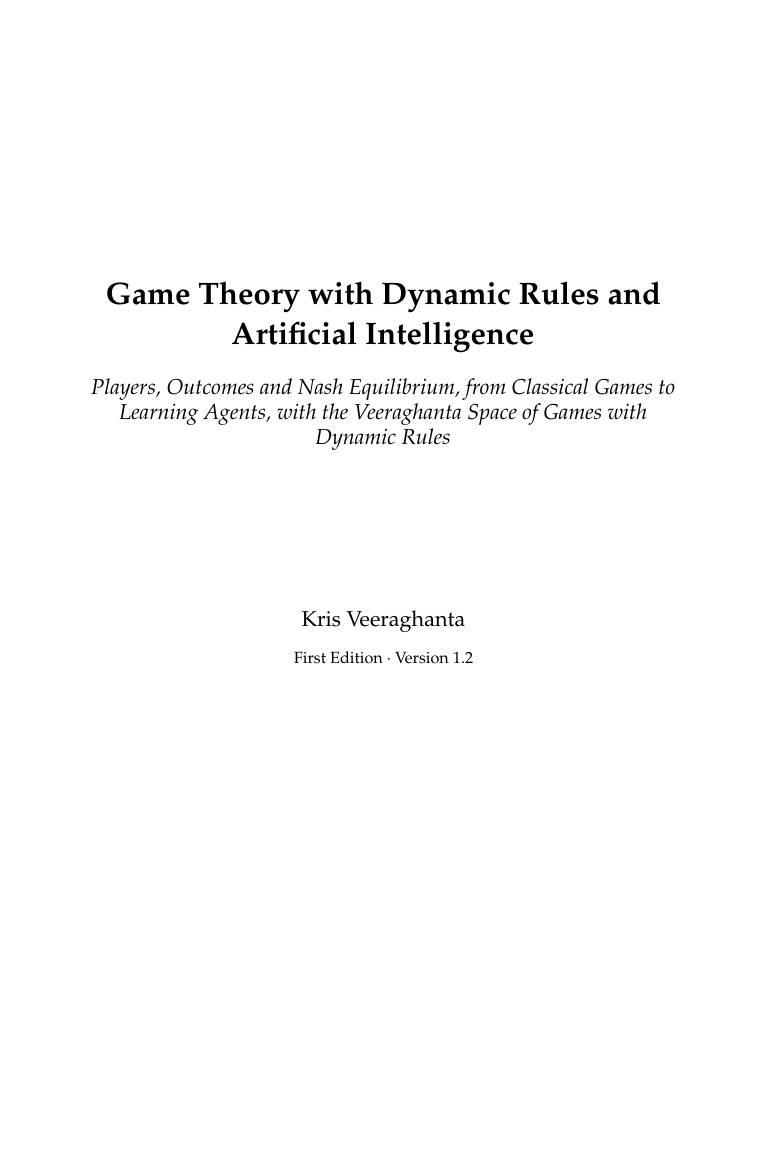 Game Theory with Dynamic Rules and
Artificial Intelligence
Players, Outcomes and Nash Equilibrium, from Classical Games to
Learning Agents, with the Veeraghanta Space of Games with
Dynamic Rules
Kris Veeraghanta
First Edition · Version 1.2